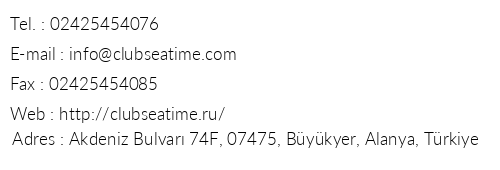 Tel. : 02425454076
E-mail : info@clubseatime.com
Fax : 02425454085
Web : http://clubseatime.ru/
Adres : Akdeniz Bulvarı 74F, 07475, Büyükyer, Alanya, Türkiye